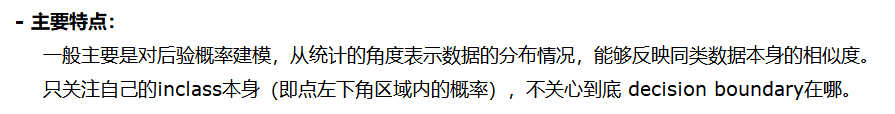 - 主要特点：
一般主要是对后验概率建模，从统计的角度表示数据的分布情况，能够反映同类数据本身的相似度。
只关注自己的inclass本身（即点左下角区域内的概率），不关心到底 decision boundary在哪。